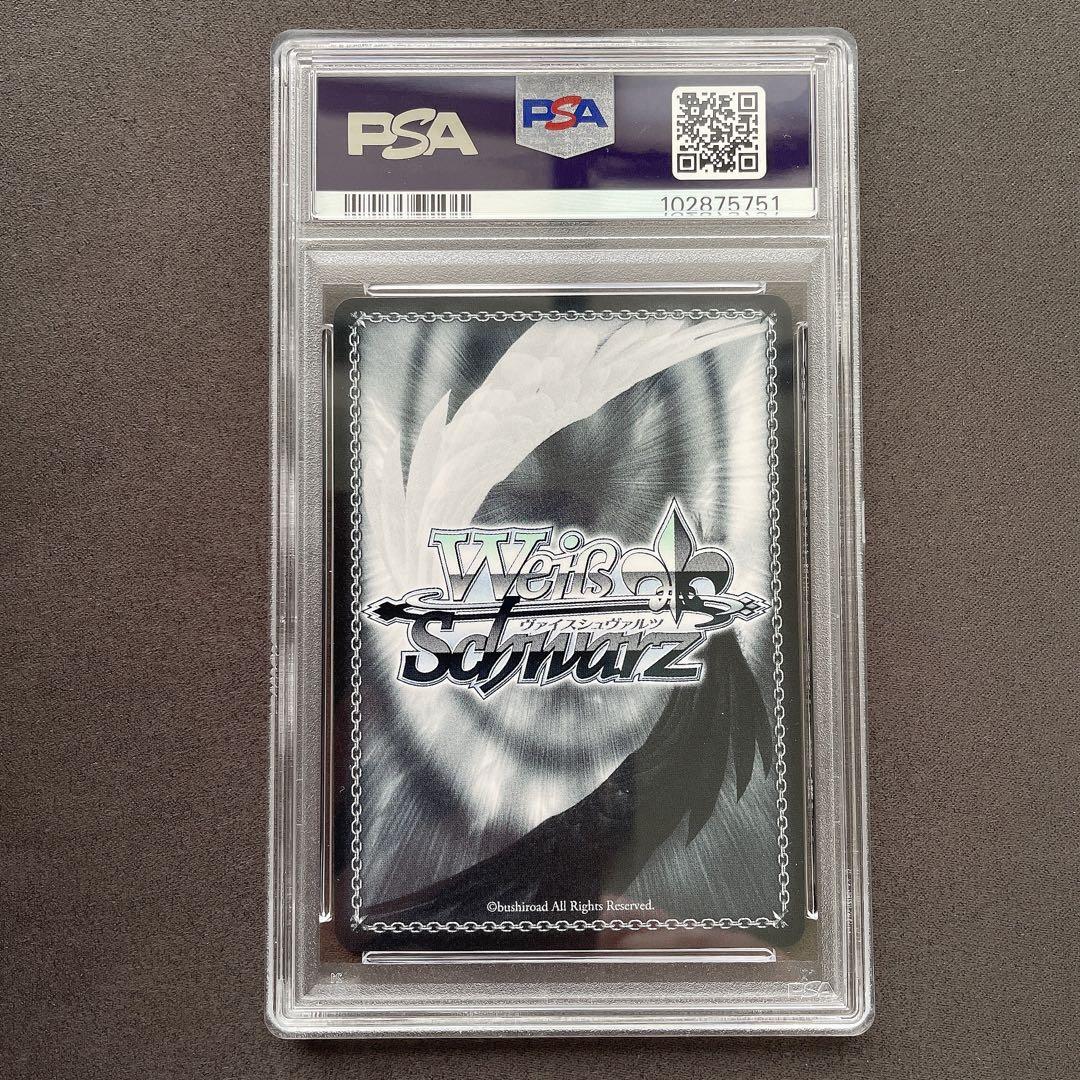 PSA
PSA
102875751
Weiß
ヴァイスシュヴァルツ
Schwarz
©bushiroad All Rights Reserved.
PSA